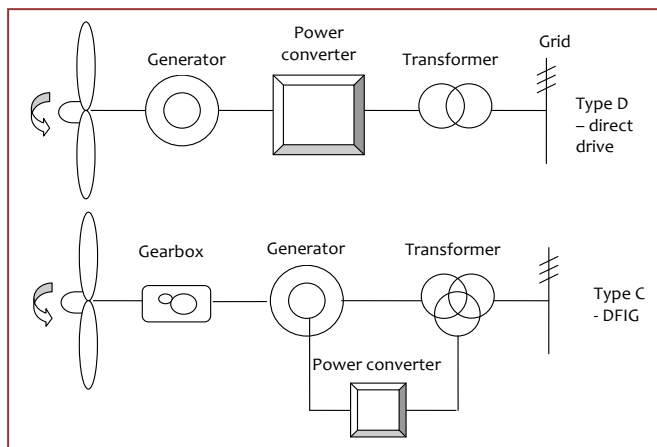 Power
converter
Generator
Transformer
Grid
Type D
– direct
drive
Gearbox
Generator
Transformer
Type C
- DFIG
Power converter